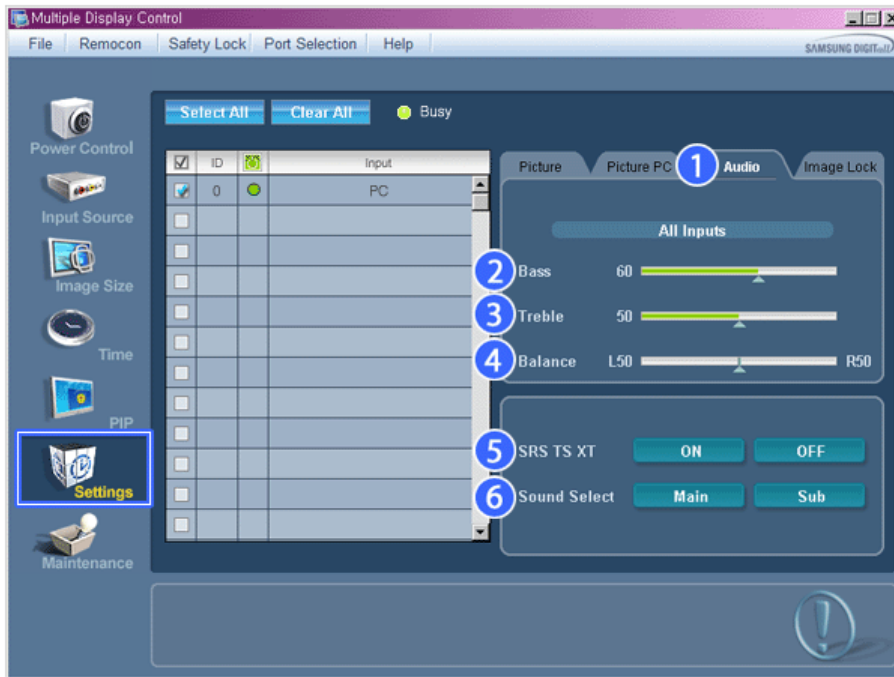 Multiple Display Control
File Remocon Safety Lock Port Selection Help
SAMSUNG DIGITall
Select All Clear All Busy
Power Control
ID Input
Picture Picture PC 1 Audio Image Lock
0 PC
Input Source
All Inputs
2 Bass 60
Image Size
3 Treble 50
Time
4 Balance L50 R50
PIP
5 SRS TS XT ON OFF
Settings
6 Sound Select Main Sub
Maintenance